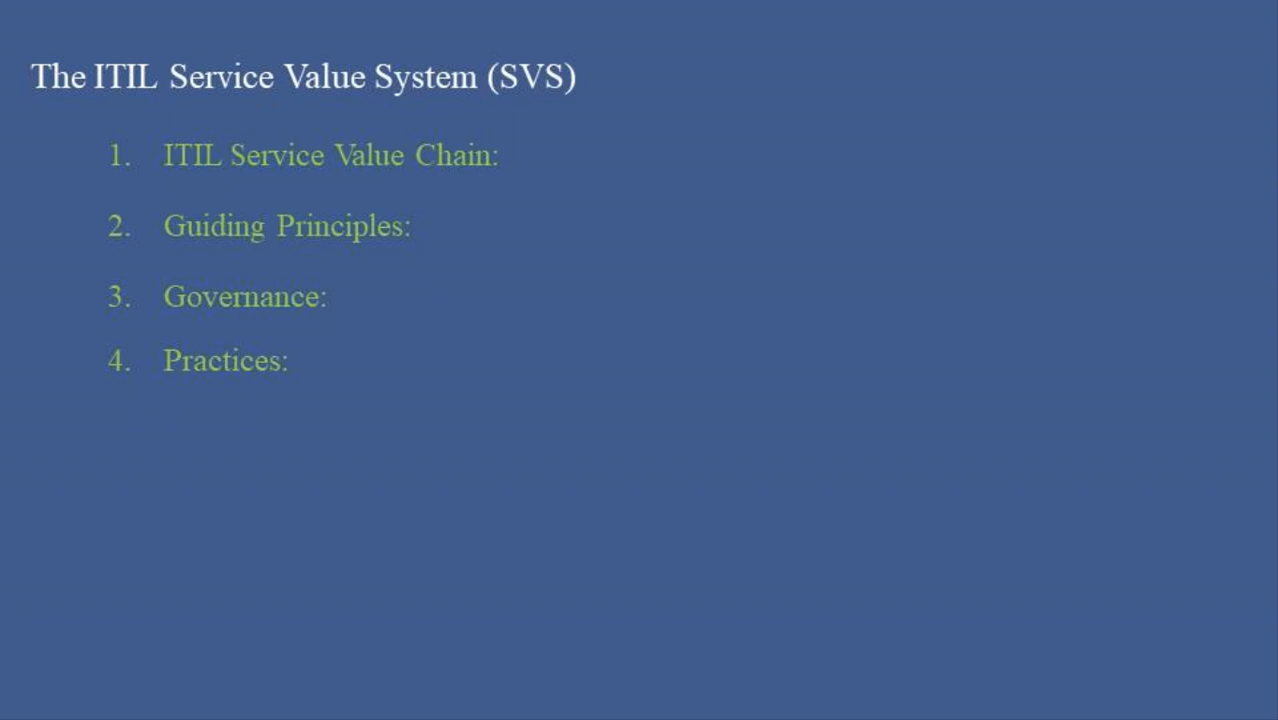 The ITIL Service Value System (SVS)
1. ITIL Service Value Chain:
2. Guiding Principles:
3. Governance:
4. Practices: